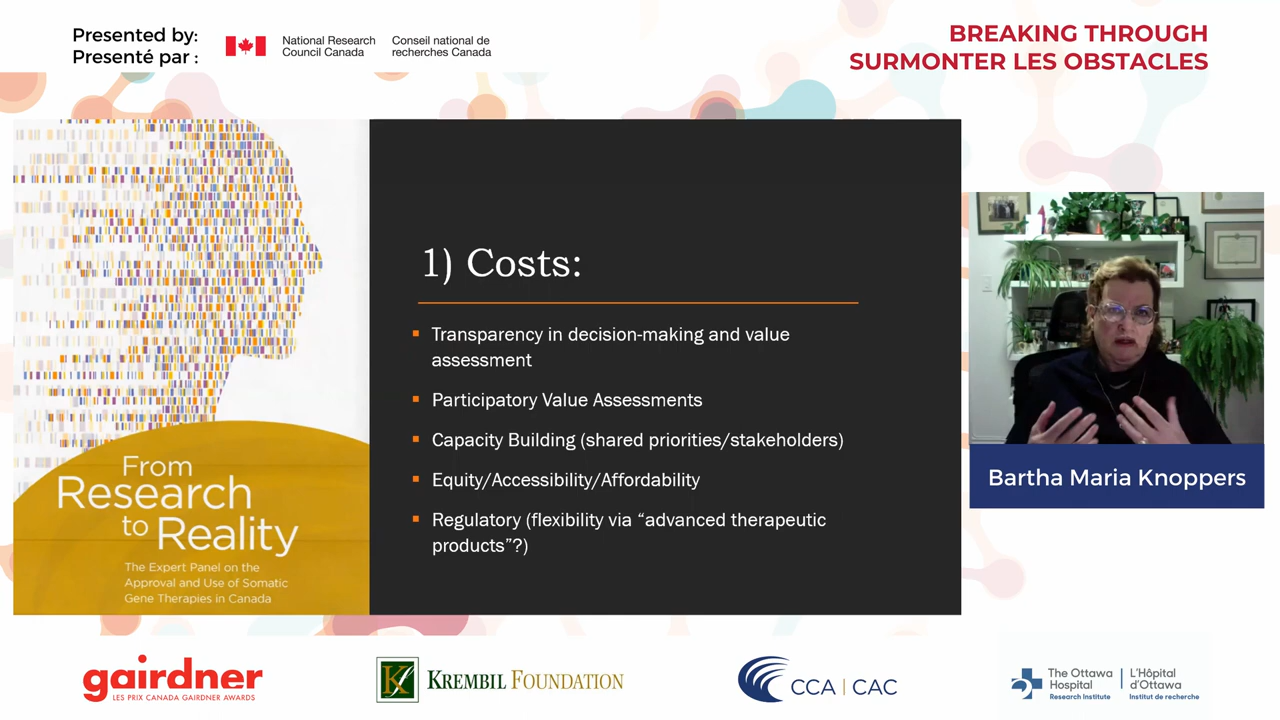 Presented by:
Presenté par :
National Research
Council Canada
Conseil national de
recherches Canada
BREAKING THROUGH
SURMONTER LES OBSTACLES
From
Research
to Reality
The Expert Panel on the
Approval and Use of Somatic
Gene Therapies in Canada
1) Costs:
Transparency in decision-making and value
assessment
Participatory Value Assessments
Capacity Building (shared priorities/stakeholders)
Equity/Accessibility/Affordability
Regulatory (flexibility via “advanced therapeutic
products”?)
Bartha Maria Knoppers
gairdner
LES PRIX CANADA GAIRDNER AWARDS
K
KREMBIL FOUNDATION
CCA | CAC
The Ottawa
Hospital
Research Institute
L'Hôpital
d'Ottawa
Institut de recherche